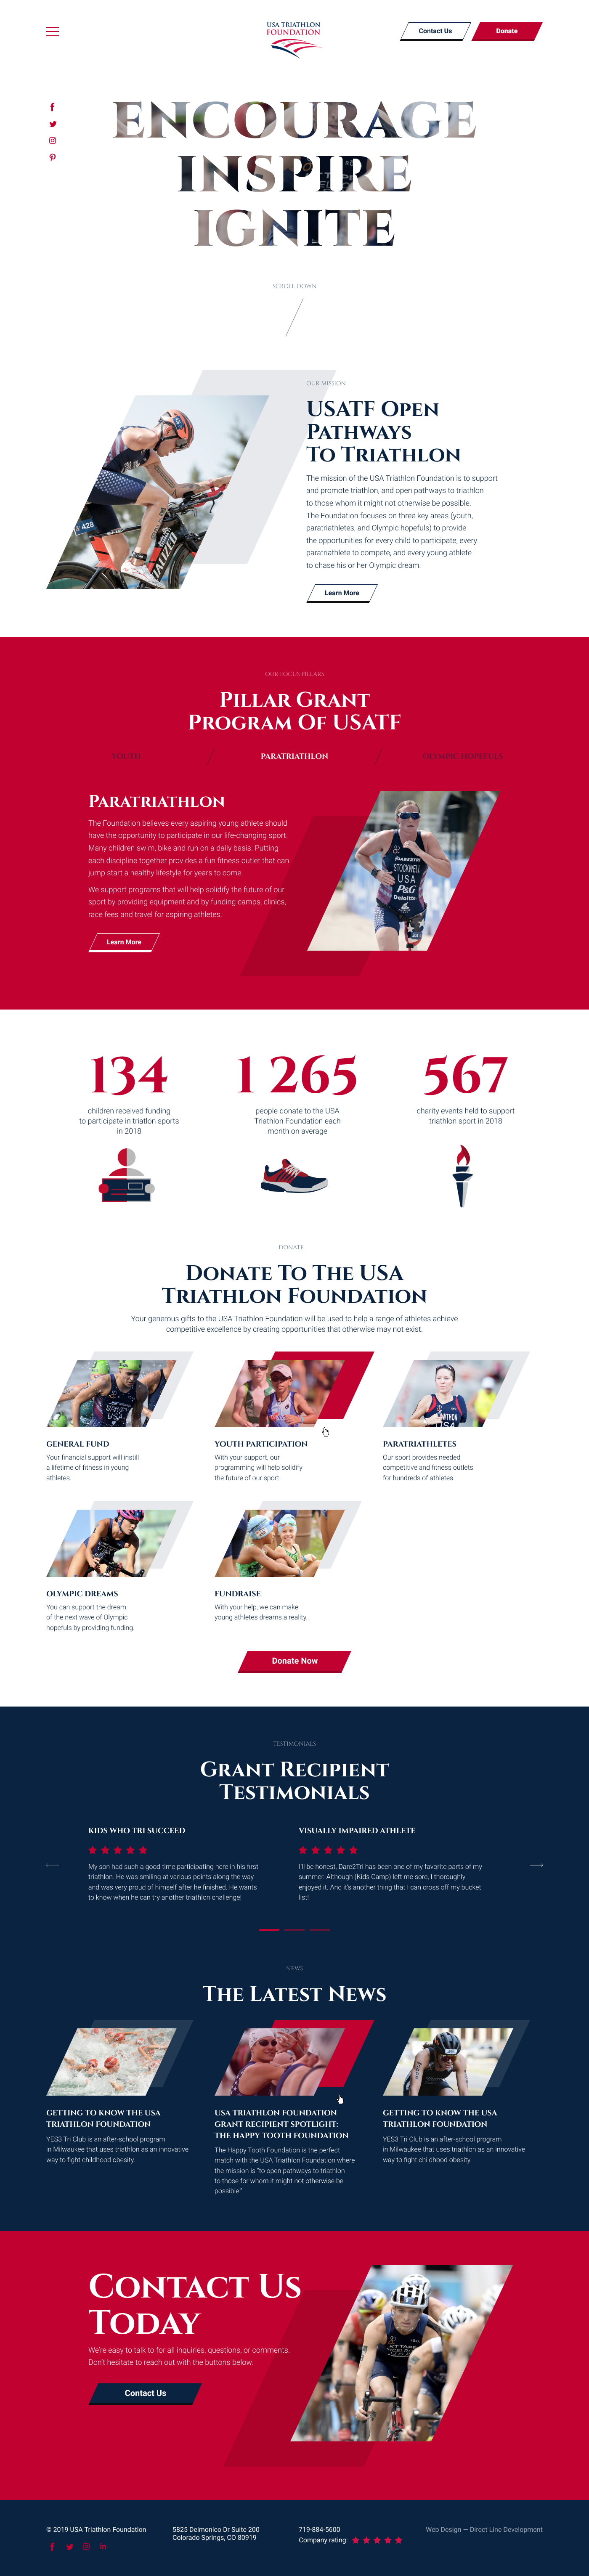 USA TRIATHLON
FOUNDATION
Contact Us
Donate
ENCOURAGE
INSPIRE
IGNITE
SCROLL DOWN
OUR MISSION
USATF Open
Pathways
To Triathlon
The mission of the USA Triathlon Foundation is to support
and promote triathlon, and open pathways to triathlon
to those whom it might not otherwise be possible.
The Foundation focuses on three key areas (youth,
paratriathletes, and Olympic hopefuls) to provide
the opportunities for every child to participate, every
paratriathlete to compete, and every young athlete
to chase his or her Olympic dream.
Learn More
428
OUR FOCUS PILLARS
Pillar Grant
Program Of USATF
YOUTH
PARATRIATHLON
OLYMPIC HOPEFULS
Paratriathlon
The Foundation believes every aspiring young athlete should
have the opportunity to participate in our life-changing sport.
Many children swim, bike and run on a daily basis. Putting
each discipline together provides a fun fitness outlet that can
jump start a healthy lifestyle for years to come.
We support programs that will help solidify the future of our
sport by providing equipment and by funding camps, clinics,
race fees and travel for aspiring athletes.
Learn More
STOCKWELL
USA
P&G
Deloitte
134
children received funding
to participate in triatlon sports
in 2018
1 265
people donate to the USA
Triathlon Foundation each
month on average
567
charity events held to support
triathlon sport in 2018
DONATE
Donate To The USA
Triathlon Foundation
Your generous gifts to the USA Triathlon Foundation will be used to help a range of athletes achieve
competitive excellence by creating opportunities that otherwise may not exist.
GENERAL FUND
Your financial support will instill
a lifetime of fitness in young
athletes.
YOUTH PARTICIPATION
With your support, our
programming will help solidify
the future of our sport.
PARATRIATHLETES
Our sport provides needed
competitive and fitness outlets
for hundreds of athletes.
OLYMPIC DREAMS
You can support the dream
of the next wave of Olympic
hopefuls by providing funding.
FUNDRAISE
With your help, we can make
young athletes dreams a reality.
Donate Now
TESTIMONIALS
Grant Recipient
Testimonials
KIDS WHO TRI SUCCEED
My son had such a good time participating here in his first
triathlon. He was smiling at various points along the way
and was very proud of himself after he finished. He wants
to know when he can try another triathlon challenge!
VISUALLY IMPAIRED ATHLETE
I'll be honest, Dare2Tri has been one of my favorite parts of my
summer. Although (Kids Camp) left me sore, I thoroughly
enjoyed it. And it's another thing that I can cross off my bucket
list!
NEWS
The Latest News
GETTING TO KNOW THE USA
TRIATHLON FOUNDATION
YES3 Tri Club is an after-school program
in Milwaukee that uses triathlon as an innovative
way to fight childhood obesity.
USA TRIATHLON FOUNDATION
GRANT RECIPIENT SPOTLIGHT:
THE HAPPY TOOTH FOUNDATION
The Happy Tooth Foundation is the perfect
match with the USA Triathlon Foundation where
the mission is "to open pathways to triathlon
to those for whom it might not otherwise be
possible."
GETTING TO KNOW THE USA
TRIATHLON FOUNDATION
YES3 Tri Club is an after-school program
in Milwaukee that uses triathlon as an innovative
way to fight childhood obesity.
Contact Us
Today
We're easy to talk to for all inquiries, questions, or comments.
Don't hesitate to reach out with the buttons below.
Contact Us
© 2019 USA Triathlon Foundation
5825 Delmonico Dr Suite 200
Colorado Springs, CO 80919
719-884-5600
Company rating:
Web Design — Direct Line Development